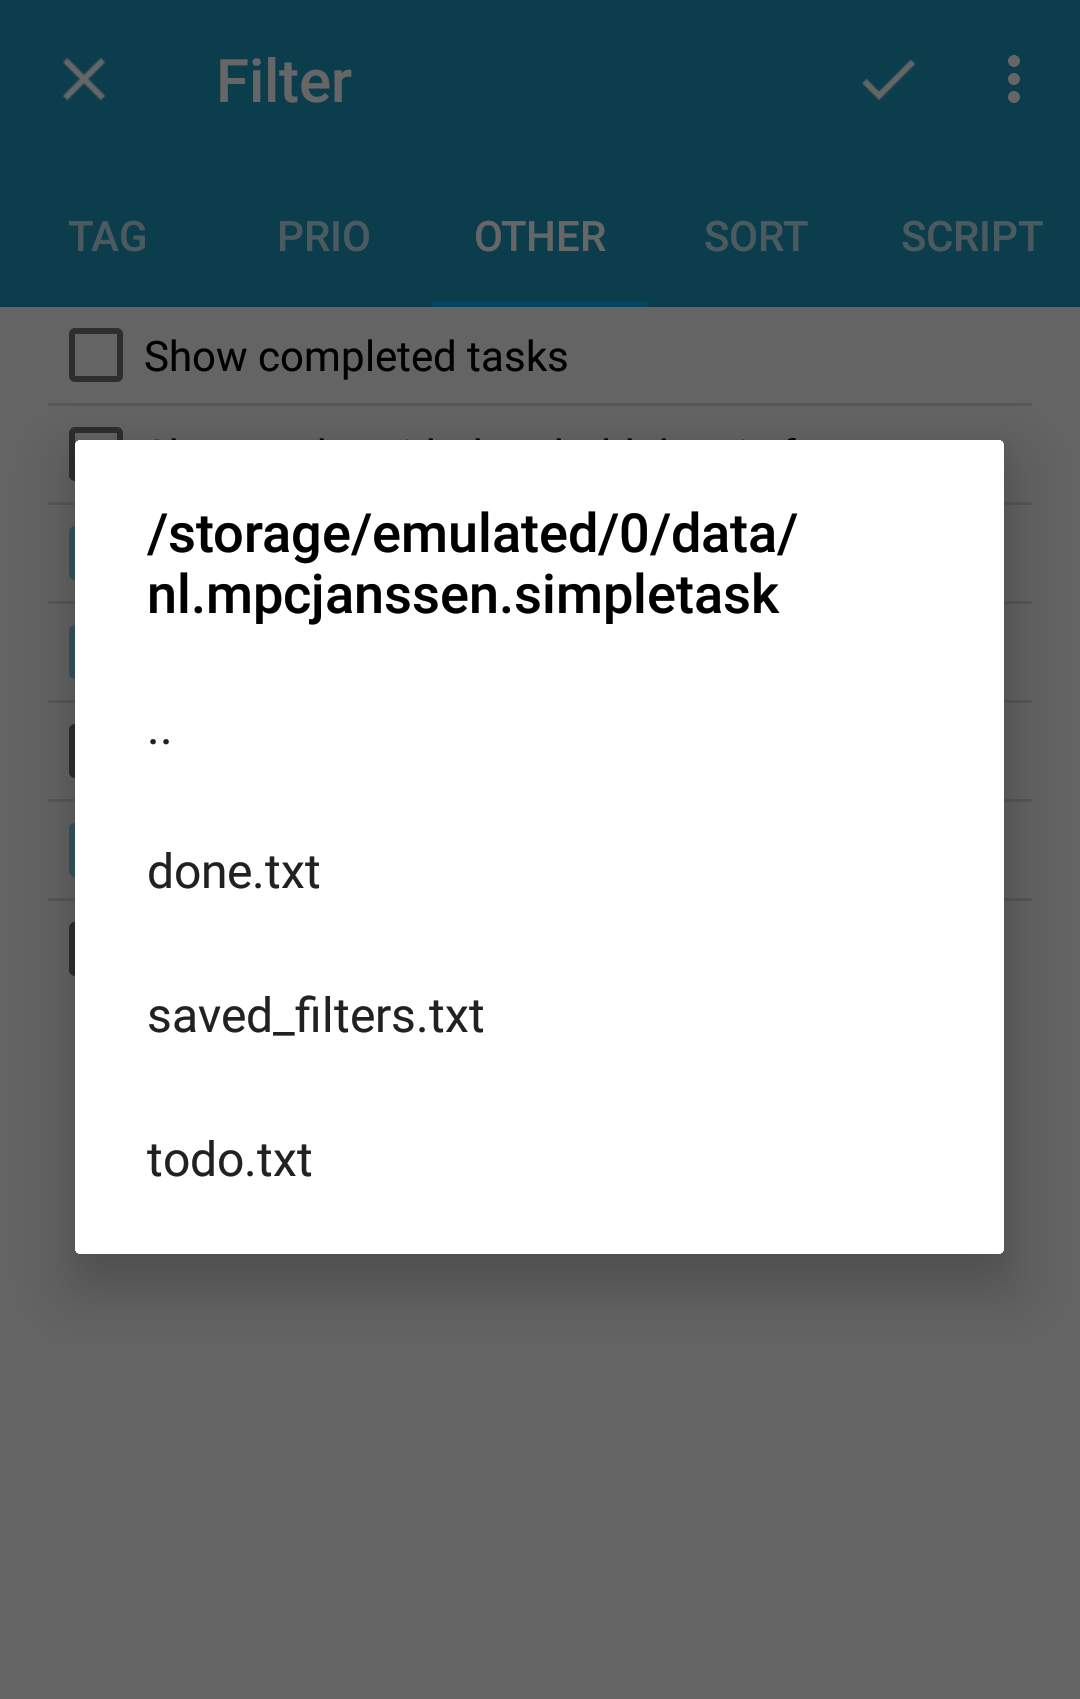 Filter
TAG PRIO OTHER SORT SCRIPT
Show completed tasks
/storage/emulated/0/data/
nl.mpcjanssen.simpletask
..
done.txt
saved_filters.txt
todo.txt